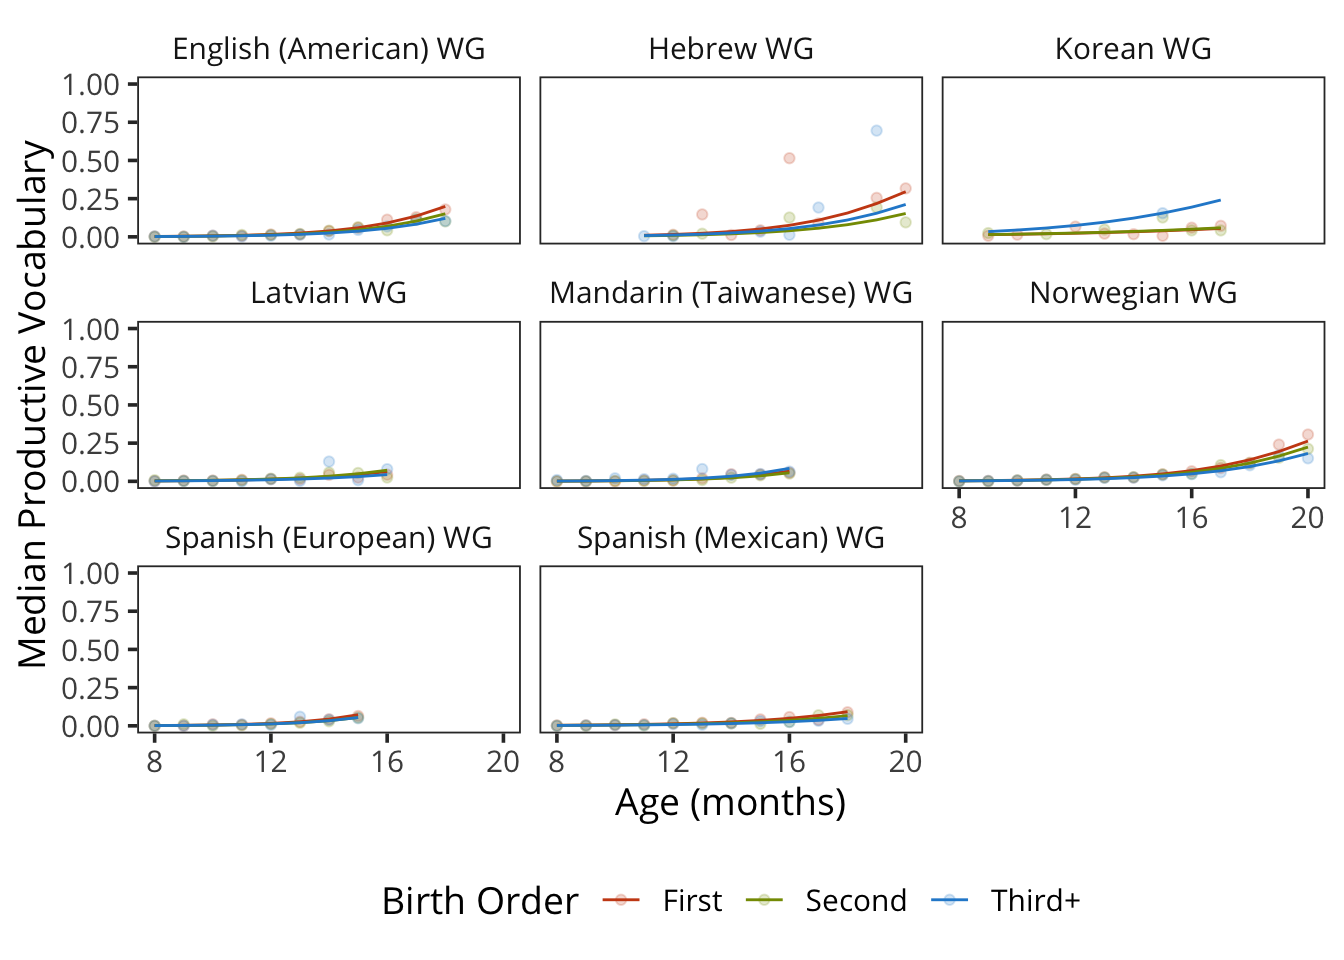 English (American) WG
Hebrew WG
Korean WG
1.00
0.75
0.50
0.25
0.00
Latvian WG
Mandarin (Taiwanese) WG
Norwegian WG
1.00
0.75
0.50
0.25
0.00
8 12 16 20
Spanish (European) WG
Spanish (Mexican) WG
1.00
0.75
0.50
0.25
0.00
8 12 16 20
8 12 16 20
Median Productive Vocabulary
Age (months)
Birth Order First Second Third+